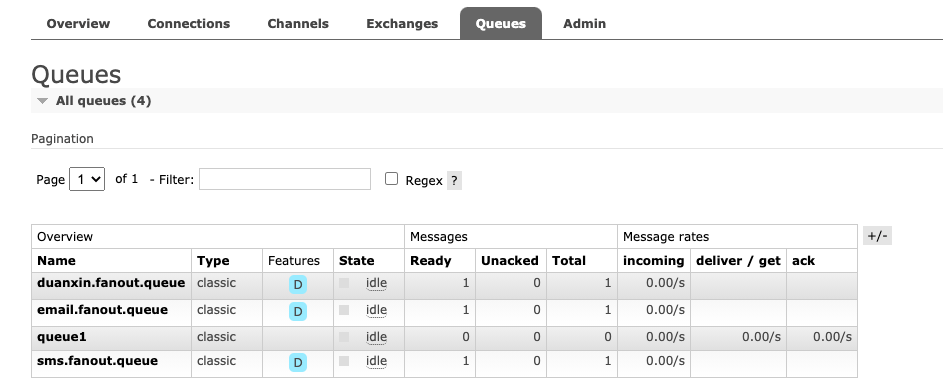 Overview Connections Channels Exchanges Queues Admin
Queues
All queues (4)
Pagination
Page 1 of 1 - Filter: Regex ?
Overview Messages Message rates +/-
Name Type Features State Ready Unacked Total incoming deliver / get ack
duanxin.fanout.queue classic D idle 1 0 1 0.00/s
email.fanout.queue classic D idle 1 0 1 0.00/s
queue1 classic idle 0 0 0 0.00/s 0.00/s 0.00/s
sms.fanout.queue classic D idle 1 0 1 0.00/s